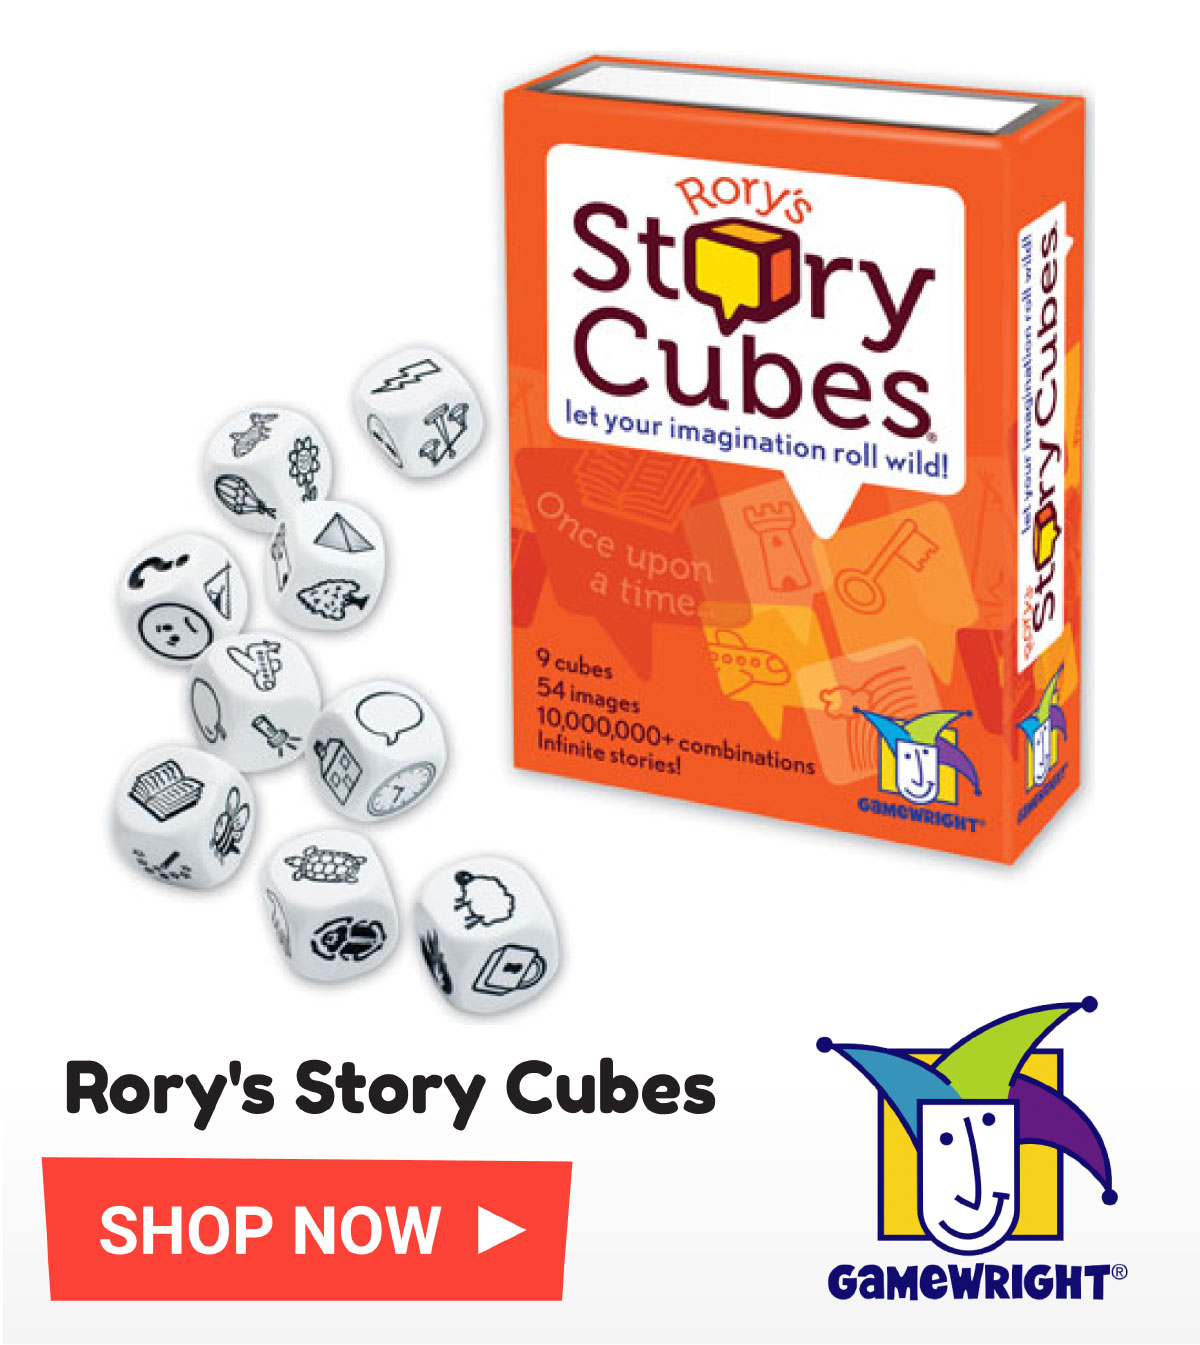 Rory's
Story
Cubes®
let your imagination roll wild!
Once upon
a time...
9 cubes
54 images
10,000,000+ combinations
Infinite stories!
GAMEWRIGHT®
Rory's
Story Cubes
let your imagination roll wild!
GAMEWRIGHT®
?
Rory's Story Cubes
SHOP NOW
GAMEWRIGHT®